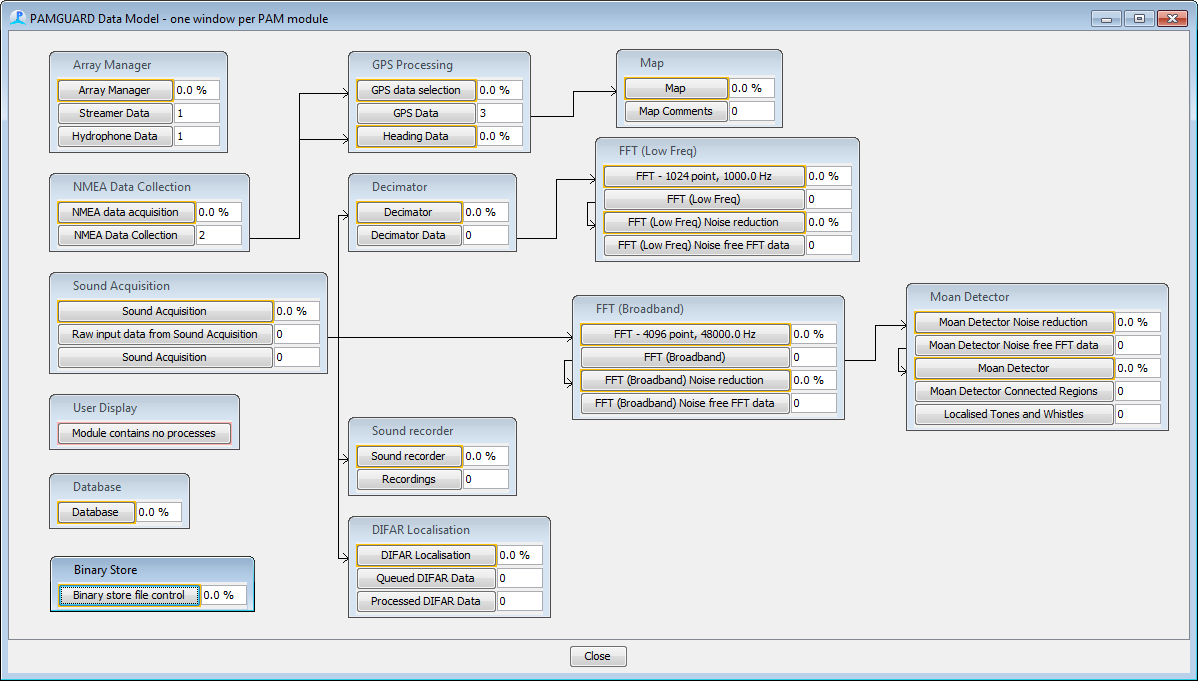 PAMGUARD Data Model - one window per PAM module
Array Manager
Array Manager 0.0 %
Streamer Data 1
Hydrophone Data 1
NMEA Data Collection
NMEA data acquisition 0.0 %
NMEA Data Collection 2
Sound Acquisition
Sound Acquisition 0.0 %
Raw input data from Sound Acquisition 0
Sound Acquisition 0
User Display
Module contains no processes
Database
Database 0.0 %
Binary Store
Binary store file control 0.0 %
GPS Processing
GPS data selection 0.0 %
GPS Data 3
Heading Data 0.0 %
Decimator
Decimator 0.0 %
Decimator Data 0
Sound recorder
Sound recorder 0.0 %
Recordings 0
DIFAR Localisation
DIFAR Localisation 0.0 %
Queued DIFAR Data 0
Processed DIFAR Data 0
Map
Map 0.0 %
Map Comments 0
FFT (Low Freq)
FFT - 1024 point, 1000.0 Hz 0.0 %
FFT (Low Freq) 0
FFT (Low Freq) Noise reduction 0.0 %
FFT (Low Freq) Noise free FFT data 0
FFT (Broadband)
FFT - 4096 point, 48000.0 Hz 0.0 %
FFT (Broadband) 0
FFT (Broadband) Noise reduction 0.0 %
FFT (Broadband) Noise free FFT data 0
Moan Detector
Moan Detector Noise reduction 0.0 %
Moan Detector Noise free FFT data 0
Moan Detector 0.0 %
Moan Detector Connected Regions 0
Localised Tones and Whistles 0
Close